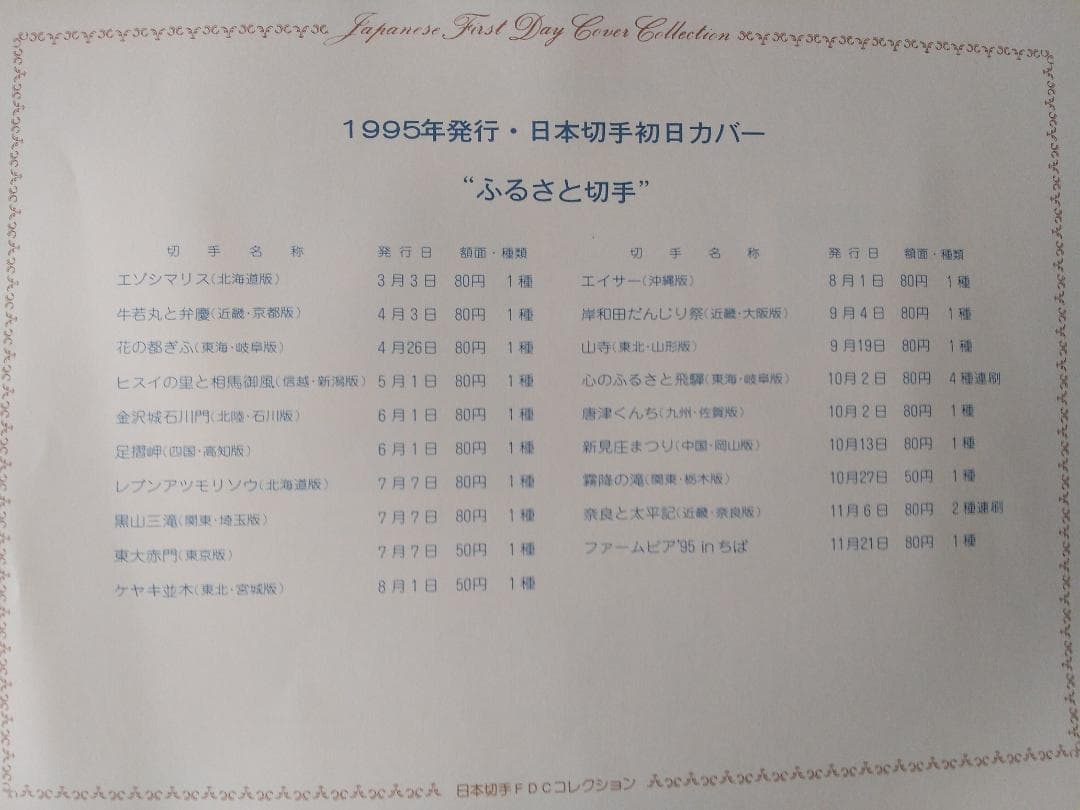 Japanese First Day Cover Collection
1995年発行・日本切手初日カバー
“ふるさと切手”
切手名称 発行日 額面・種類
エゾシマリス(北海道版) 3月3日 80円 1種
牛若丸と弁慶(近畿・京都版) 4月3日 80円 1種
花の都ぎふ(東海・岐阜版) 4月26日 80円 1種
ヒスイの里と相馬御風(信越・新潟版) 5月1日 80円 1種
金沢城石川門(北陸・石川版) 6月1日 80円 1種
足摺岬(四国・高知版) 6月1日 80円 1種
レブンアツモリソウ(北海道版) 7月7日 80円 1種
黒山三滝(関東・埼玉版) 7月7日 80円 1種
東大赤門(東京版) 7月7日 50円 1種
ケヤキ並木(東北・宮城版) 8月1日 50円 1種
切手名称 発行日 額面・種類
エイサー(沖縄版) 8月1日 80円 1種
岸和田だんじり祭(近畿・大阪版) 9月4日 80円 1種
山寺(東北・山形版) 9月19日 80円 1種
心のふるさと飛騨(東海・岐阜版) 10月2日 80円 4種連刷
唐津くんち(九州・佐賀版) 10月2日 80円 1種
新見庄まつり(中国・岡山版) 10月13日 80円 1種
霧降の滝(関東・栃木版) 10月27日 50円 1種
奈良と太平記(近畿・奈良版) 11月6日 80円 2種連刷
ファームピア'95 in ちば 11月21日 80円 1種
日本切手FDCコレクション